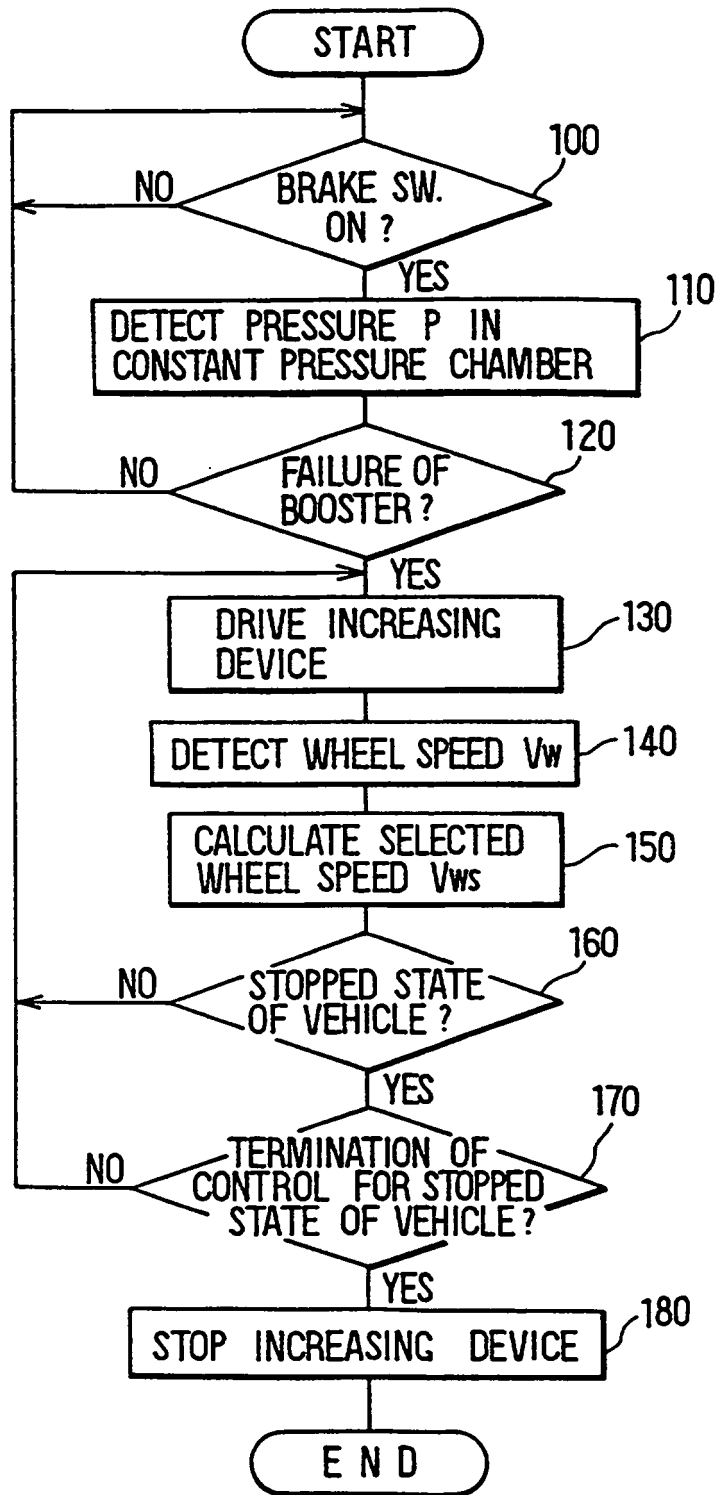 START
100
NO
BRAKE SW.
ON ?
YES
110
DETECT PRESSURE P IN
CONSTANT PRESSURE CHAMBER
120
NO
FAILURE OF
BOOSTER ?
YES
DRIVE INCREASING
DEVICE
130
DETECT WHEEL SPEED Vw
140
CALCULATE SELECTED
WHEEL SPEED Vws
150
160
NO
STOPPED STATE
OF VEHICLE ?
YES
170
NO
TERMINATION OF
CONTROL FOR STOPPED
STATE OF VEHICLE ?
YES
180
STOP INCREASING DEVICE
END